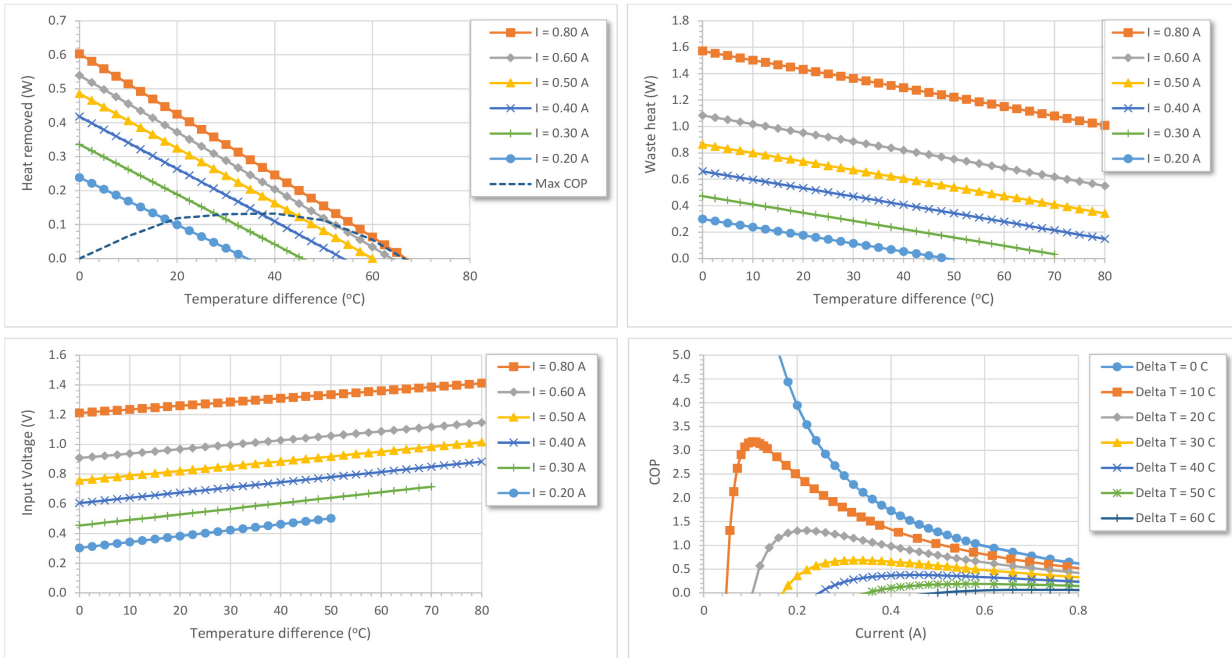 0.7
0.6
0.5
0.4
0.3
0.2
0.1
0.0
Heat removed (W)
0
20
40
60
80
Temperature difference (°C)
I = 0.80 A
I = 0.60 A
I = 0.50 A
I = 0.40 A
I = 0.30 A
I = 0.20 A
Max COP
1.8
1.6
1.4
1.2
1.0
0.8
0.6
0.4
0.2
0.0
Waste heat (W)
0
10
20
30
40
50
60
70
80
Temperature difference (°C)
I = 0.80 A
I = 0.60 A
I = 0.50 A
I = 0.40 A
I = 0.30 A
I = 0.20 A
1.6
1.4
1.2
1.0
0.8
0.6
0.4
0.2
0.0
Input Voltage (V)
0
10
20
30
40
50
60
70
80
Temperature difference (°C)
I = 0.80 A
I = 0.60 A
I = 0.50 A
I = 0.40 A
I = 0.30 A
I = 0.20 A
5.0
4.5
4.0
3.5
3.0
2.5
2.0
1.5
1.0
0.5
0.0
COP
0
0.2
0.4
0.6
0.8
Current (A)
Delta T = 0 C
Delta T = 10 C
Delta T = 20 C
Delta T = 30 C
Delta T = 40 C
Delta T = 50 C
Delta T = 60 C